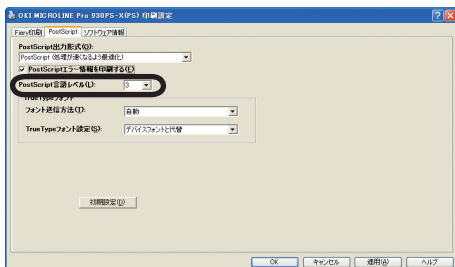 OKI MICROLINE Pro 930PS-X(PS) 印刷設定
Fiery印刷 PostScript ソフトウェア情報
PostScript出力形式(O):
PostScript (処理が速くなるよう最適化)
PostScriptエラー情報を印刷する(E)
PostScript言語レベル(L): 3
TrueTypeフォント
フォント送信方法(T): 自動
TrueTypeフォント設定(S): デバイスフォントと代替
初期設定(D)
OK キャンセル 適用(A) ヘルプ